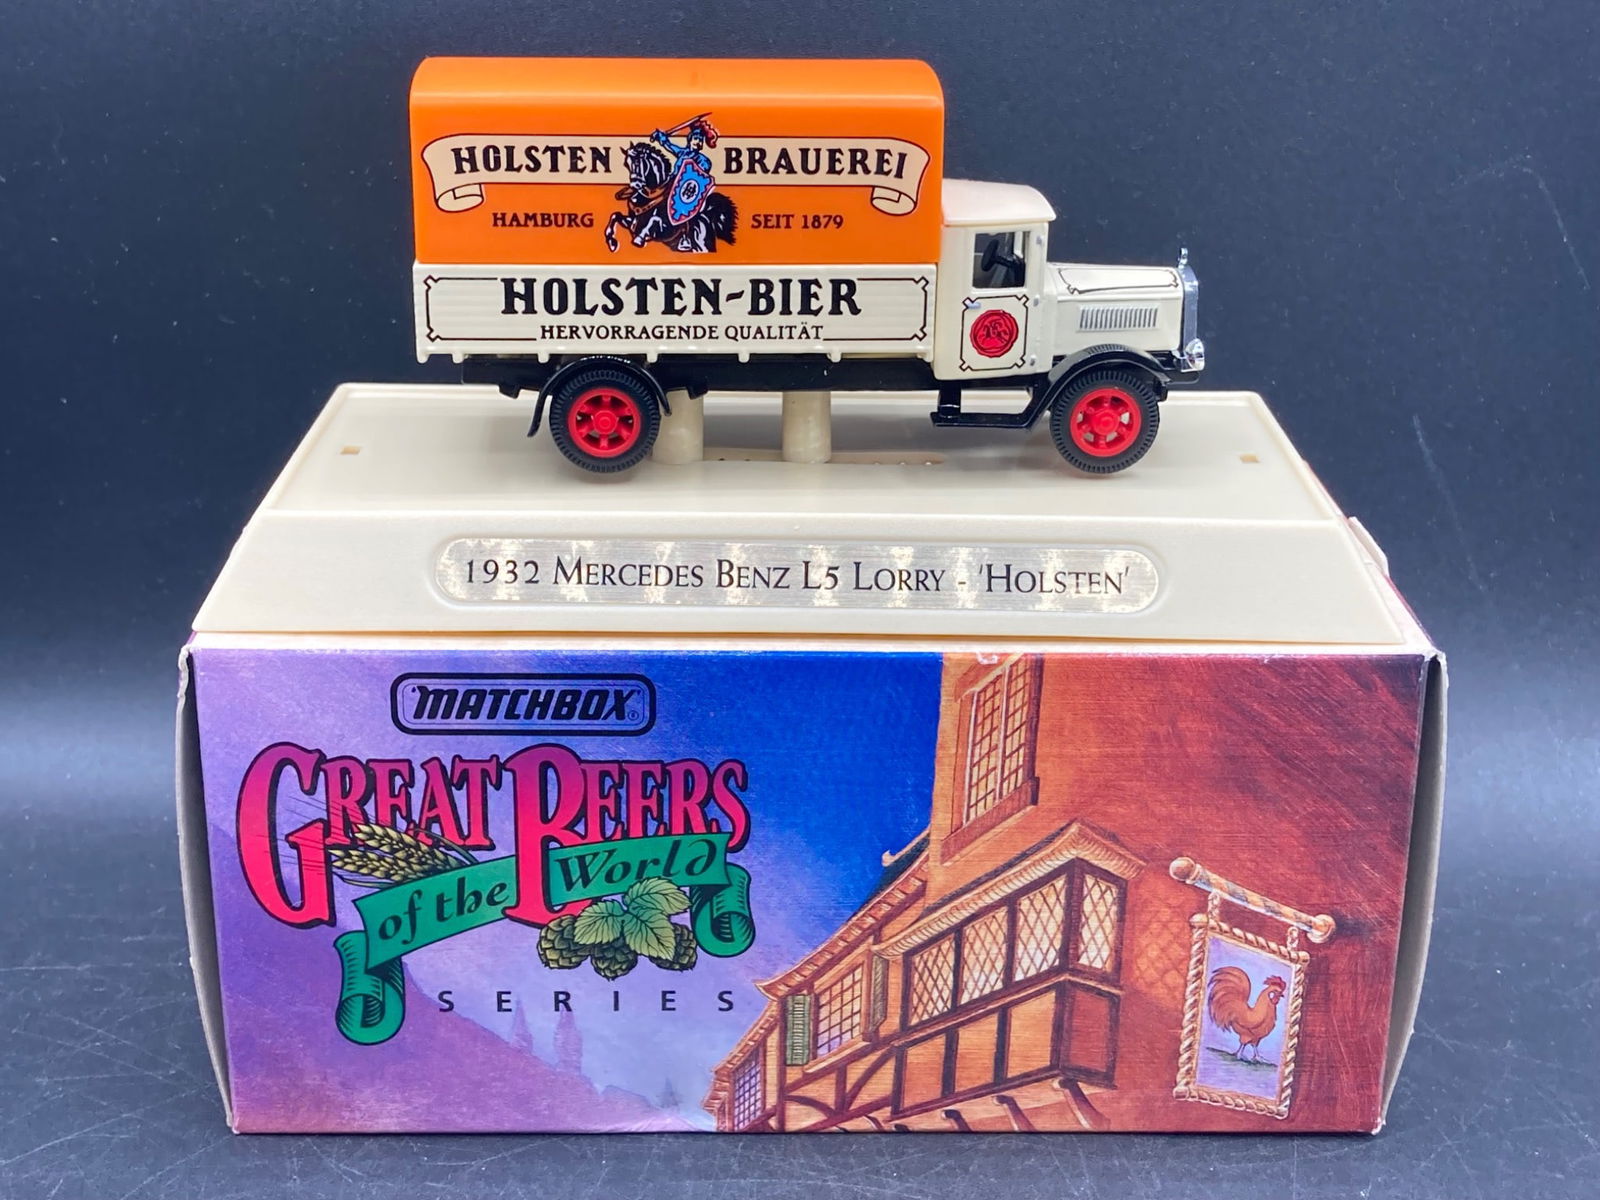 HOLSTEN BRAUEREI
HAMBURG SEIT 1879
HOLSTEN-BIER
HERVORRAGENDE QUALITÄT
1932 MERCEDES BENZ L5 LORRY - 'HOLSTEN'
MATCHBOX®
GREAT BEERS
of the World
SERIES